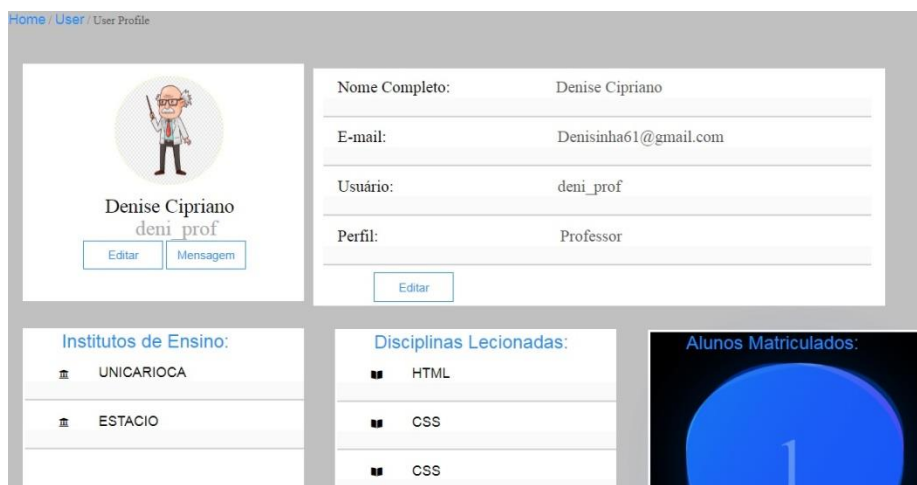 Home / User / User Profile
Denise Cipriano
deni_prof
Editar Mensagem
Nome Completo: Denise Cipriano
E-mail: Denisinha61@gmail.com
Usuário: deni_prof
Perfil: Professor
Editar
Institutos de Ensino:
UNICARIOCA
ESTACIO
Disciplinas Lecionadas:
HTML
CSS
CSS
Alunos Matriculados:
1